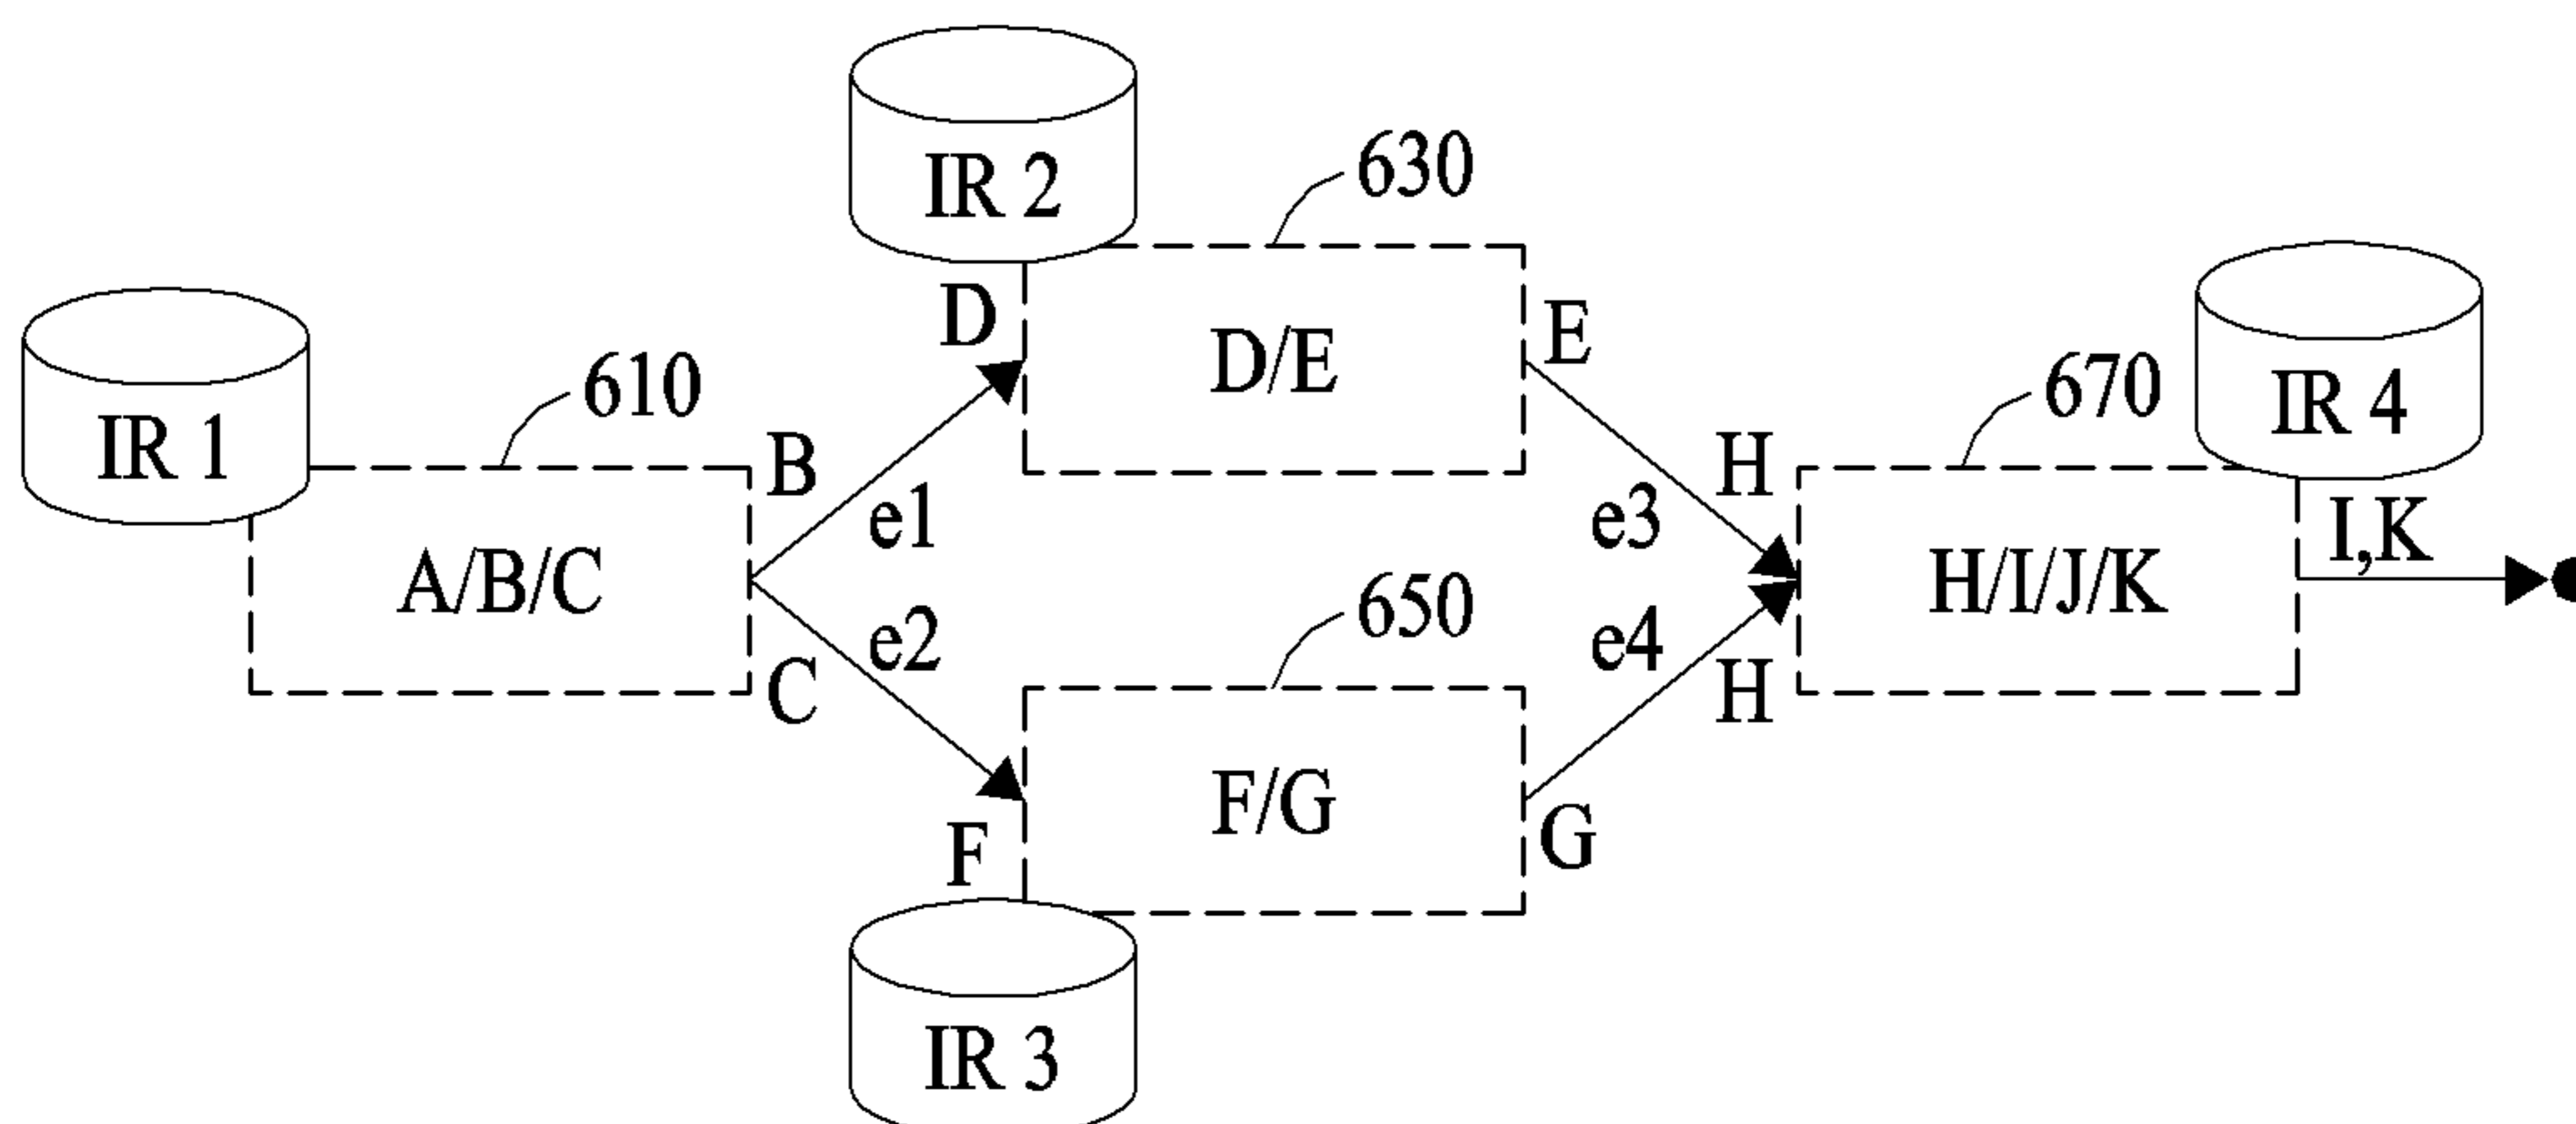 IR 2
630
D
D/E
E
IR 1
610
A/B/C
B
e1
e2
C
H
e3
e4
H
670
IR 4
H/I/J/K
I,K
650
F
F/G
G
IR 3